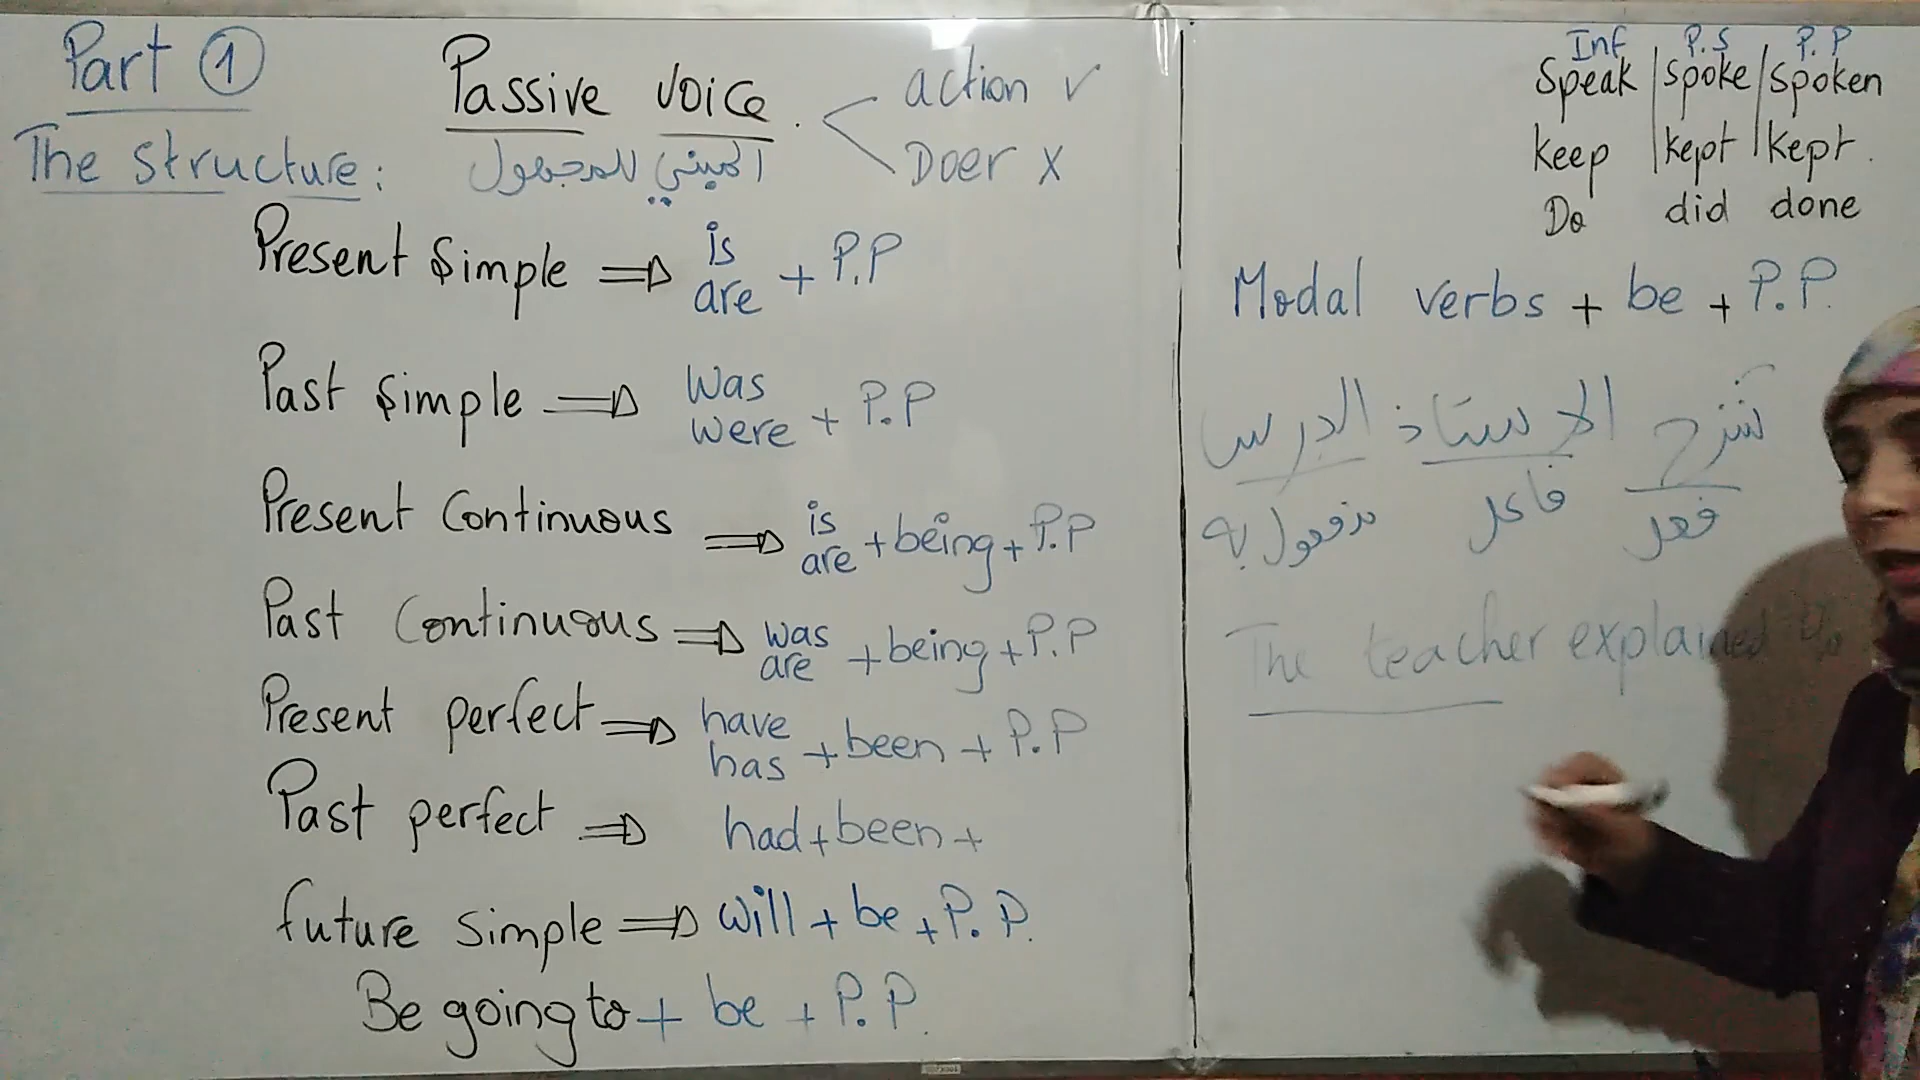 Part ①
The structure:
Passive voice.
المبني للمجهول
action ✓
Doer X
Present Simple ⇒ is are + P.P
Past Simple ⇒ was were + P.P
Present Continuous ⇒ is are + being + P.P
Past Continuous ⇒ was are + being + P.P
Present perfect ⇒ have has + been + P.P
Past perfect ⇒ had + been +
future simple ⇒ will + be + P.P.
Be going to + be + P.P.
Inf P.S P.P
Speak | spoke | spoken
keep | kept | kept.
Do did done
Modal verbs + be + P.P.
شرح الاستاذ الدرس
فعل فاعل مفعول به
The teacher explained